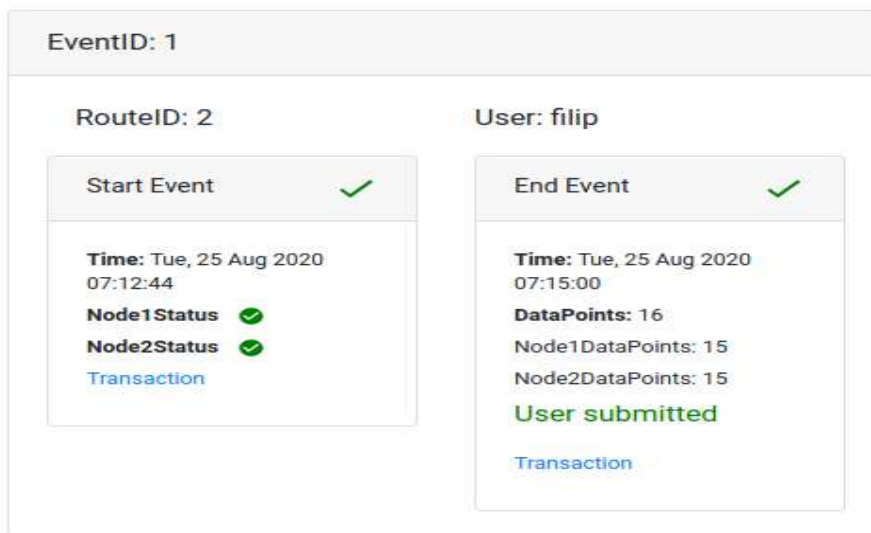 EventID: 1
RouteID: 2
User: filip
Start Event
Time: Tue, 25 Aug 2020
07:12:44
Node1Status
Node2Status
Transaction
End Event
Time: Tue, 25 Aug 2020
07:15:00
DataPoints: 16
Node1DataPoints: 15
Node2DataPoints: 15
User submitted
Transaction